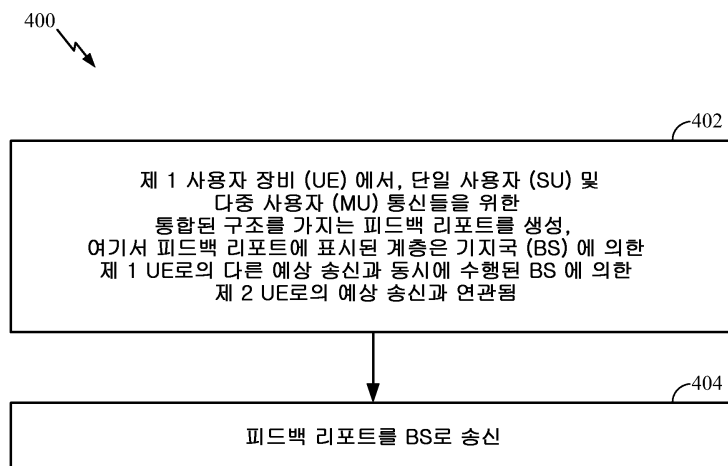 400
402
제 1 사용자 장비 (UE) 에서, 단일 사용자 (SU) 및
다중 사용자 (MU) 통신들을 위한
통합된 구조를 가지는 피드백 리포트를 생성,
여기서 피드백 리포트에 표시된 계층은 기지국 (BS) 에 의한
제 1 UE로의 다른 예상 송신과 동시에 수행된 BS 에 의한
제 2 UE로의 예상 송신과 연관됨
404
피드백 리포트를 BS로 송신